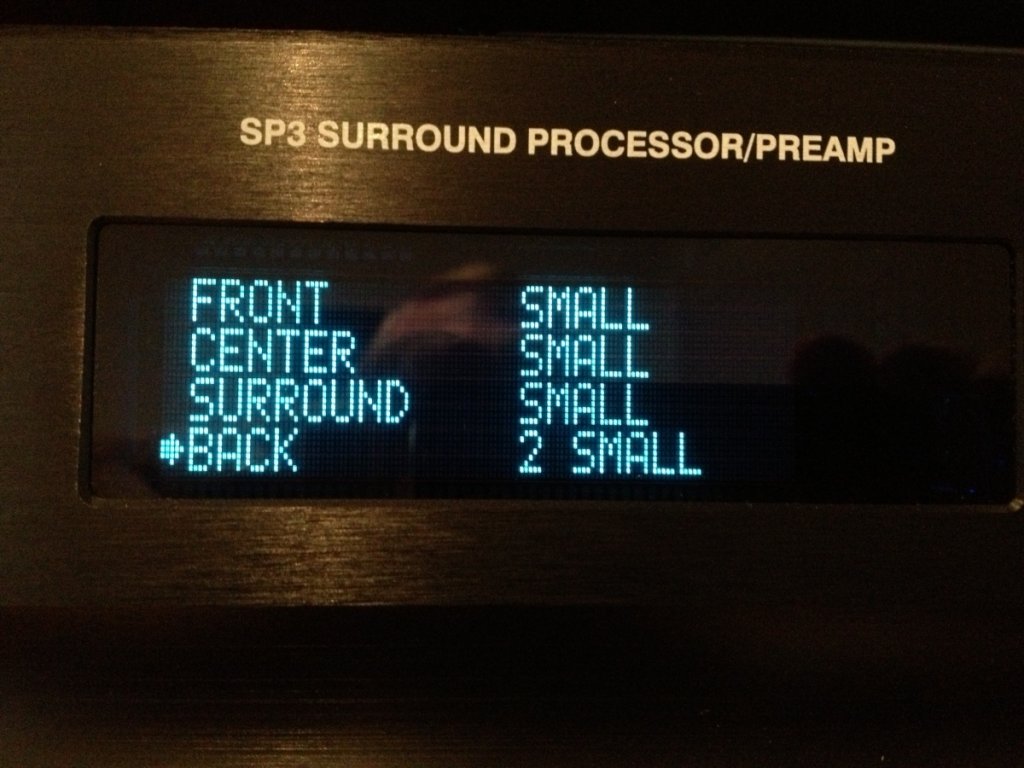 SP3 SURROUND PROCESSOR/PREAMP
FRONT SMALL
CENTER SMALL
SURROUND SMALL
BACK 2 SMALL